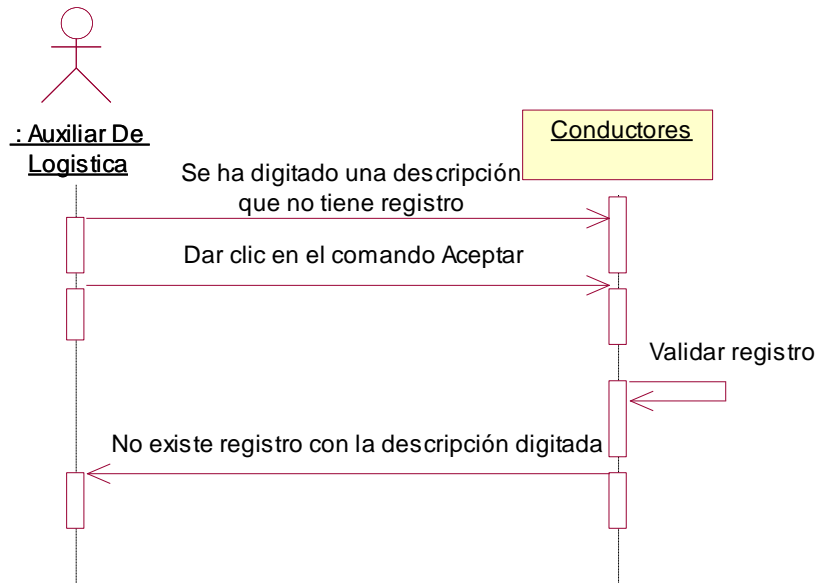 : Auxiliar De
Logistica
Conductores
Se ha digitado una descripción
que no tiene registro
Dar clic en el comando Aceptar
Validar registro
No existe registro con la descripción digitada